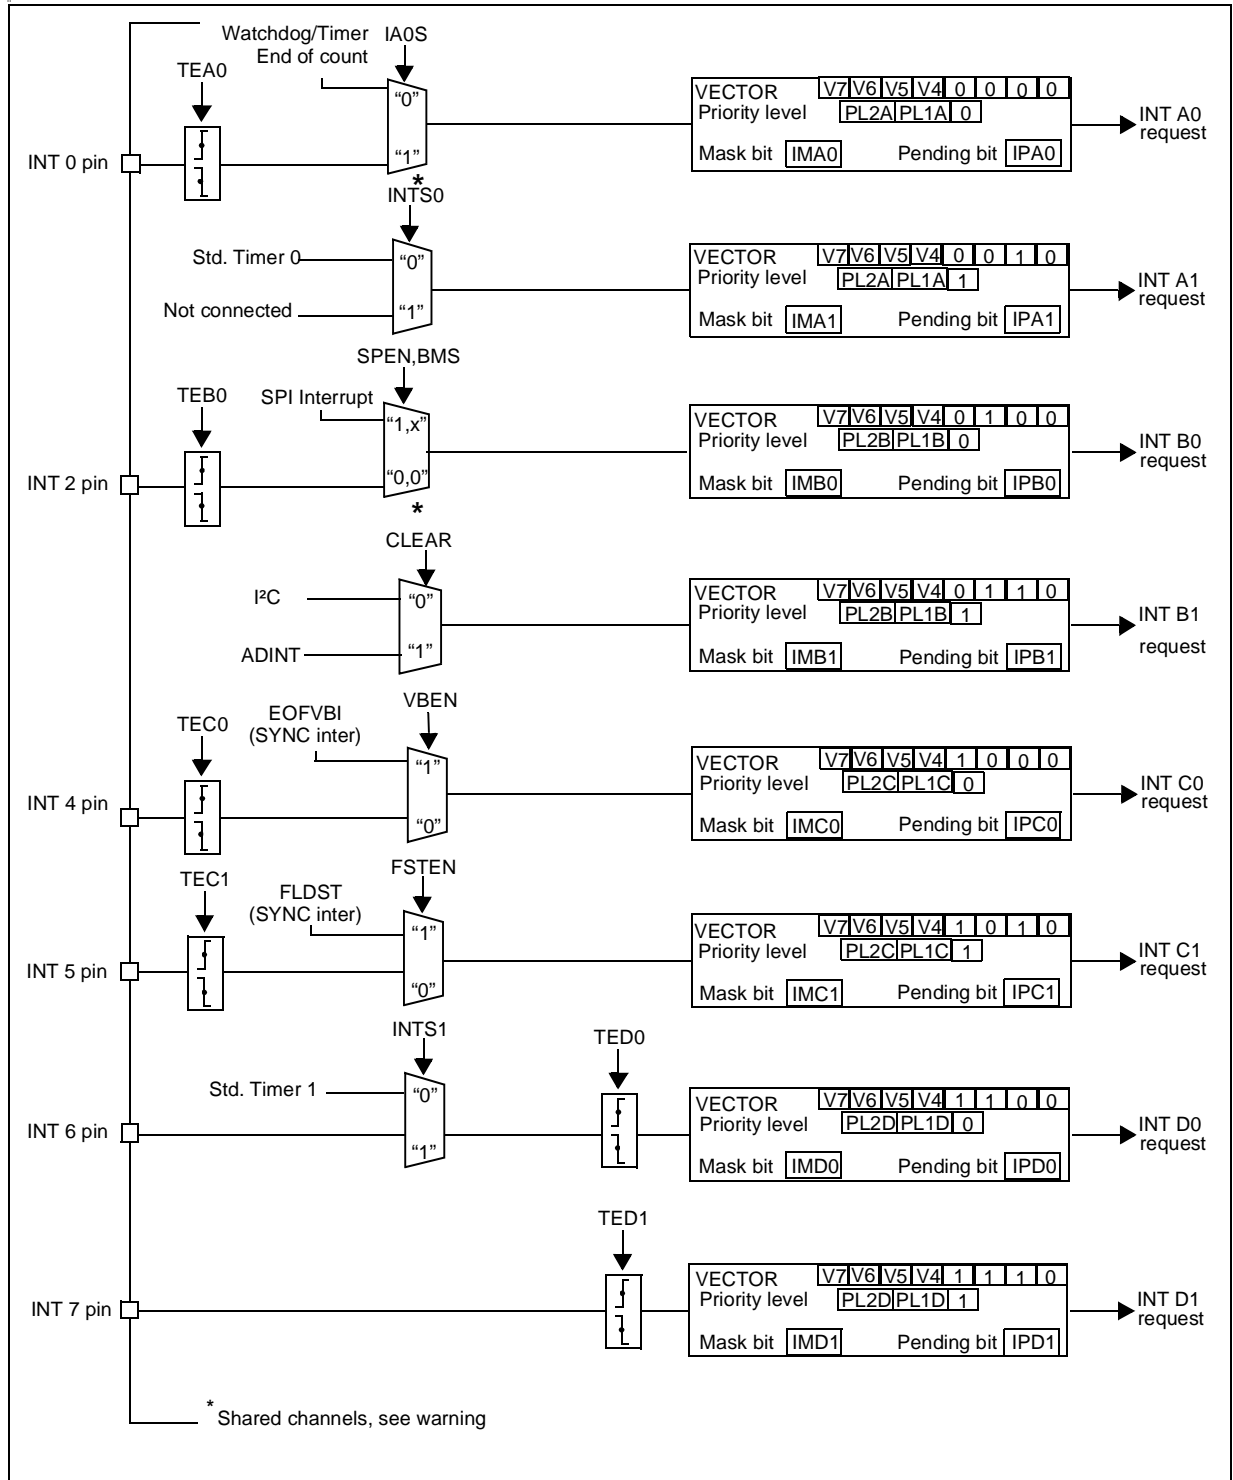 Watchdog/Timer IA0S
End of count
TEA0
“0”
VECTOR V7 V6 V5 V4 0 0 0 0
Priority level PL2A PL1A 0
INT A0
request
INT 0 pin
“1”
Mask bit IMA0 Pending bit IPA0
*
INTS0
Std. Timer 0
“0”
VECTOR V7 V6 V5 V4 0 0 1 0
Priority level PL2A PL1A 1
INT A1
request
Not connected
“1”
Mask bit IMA1 Pending bit IPA1
SPEN,BMS
TEB0
SPI Interrupt
“1,x”
VECTOR V7 V6 V5 V4 0 1 0 0
Priority level PL2B PL1B 0
INT B0
request
INT 2 pin
“0,0”
Mask bit IMB0 Pending bit IPB0
*
CLEAR
I²C
“0”
VECTOR V7 V6 V5 V4 0 1 1 0
Priority level PL2B PL1B 1
INT B1
request
ADINT
“1”
Mask bit IMB1 Pending bit IPB1
VBEN
TEC0
EOFVBI
(SYNC inter)
“1”
VECTOR V7 V6 V5 V4 1 0 0 0
Priority level PL2C PL1C 0
INT C0
request
INT 4 pin
“0”
Mask bit IMC0 Pending bit IPC0
FSTEN
TEC1
FLDST
(SYNC inter)
“1”
VECTOR V7 V6 V5 V4 1 0 1 0
Priority level PL2C PL1C 1
INT C1
request
INT 5 pin
“0”
Mask bit IMC1 Pending bit IPC1
INTS1
TED0
Std. Timer 1
“0”
VECTOR V7 V6 V5 V4 1 1 0 0
Priority level PL2D PL1D 0
INT D0
request
INT 6 pin
“1”
Mask bit IMD0 Pending bit IPD0
TED1
VECTOR V7 V6 V5 V4 1 1 1 0
Priority level PL2D PL1D 1
INT D1
request
INT 7 pin
Mask bit IMD1 Pending bit IPD1
* Shared channels, see warning